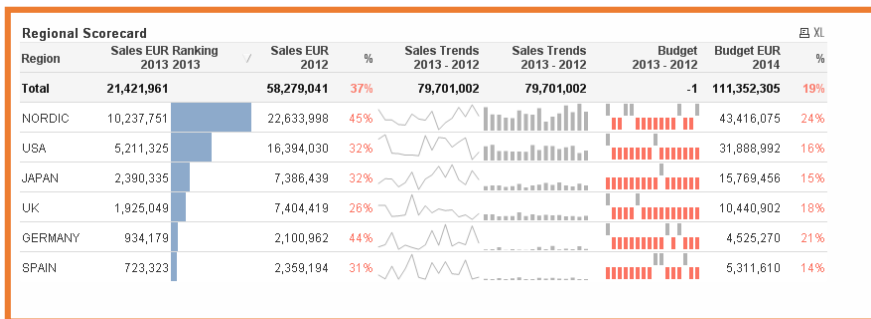 Regional Scorecard XL
Region Sales EUR 2013 Ranking 2013 / Sales EUR 2012 % Sales Trends 2013 - 2012 Sales Trends 2013 - 2012 Budget 2013 - 2012 Budget EUR 2014 %
Total 21,421,961 58,279,041 37% 79,701,002 79,701,002 -1 111,352,305 19%
NORDIC 10,237,751 22,633,998 45% 43,416,075 24%
USA 5,211,325 16,394,030 32% 31,888,992 16%
JAPAN 2,390,335 7,386,439 32% 15,769,456 15%
UK 1,925,049 7,404,419 26% 10,440,902 18%
GERMANY 934,179 2,100,962 44% 4,525,270 21%
SPAIN 723,323 2,359,194 31% 5,311,610 14%